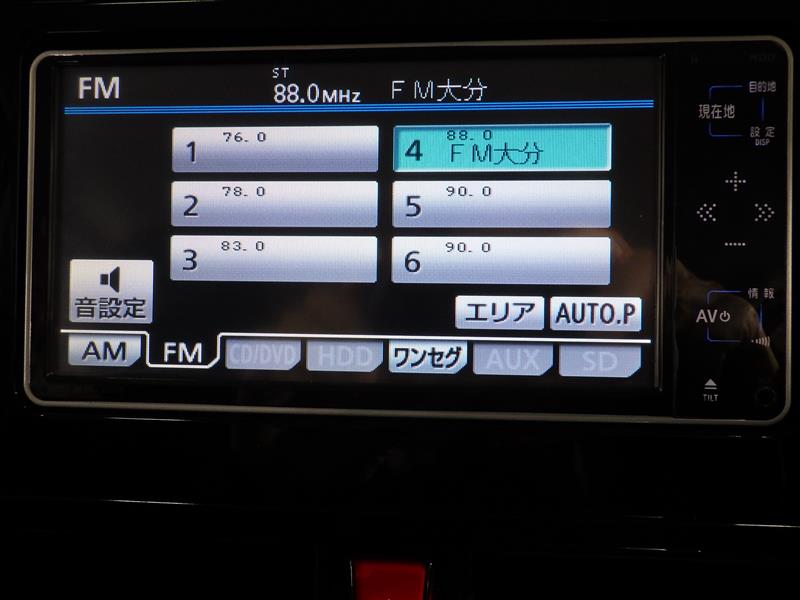 FM ST 88.0MHz FM大分
1 76.0
4 88.0 FM大分
2 78.0
5 90.0
3 83.0
6 90.0
音設定
エリア AUTO.P
AM FM CD/DVD HDD ワンセグ AUX SD
目的地
現在地
設定
DISP
情報
AV
TILT